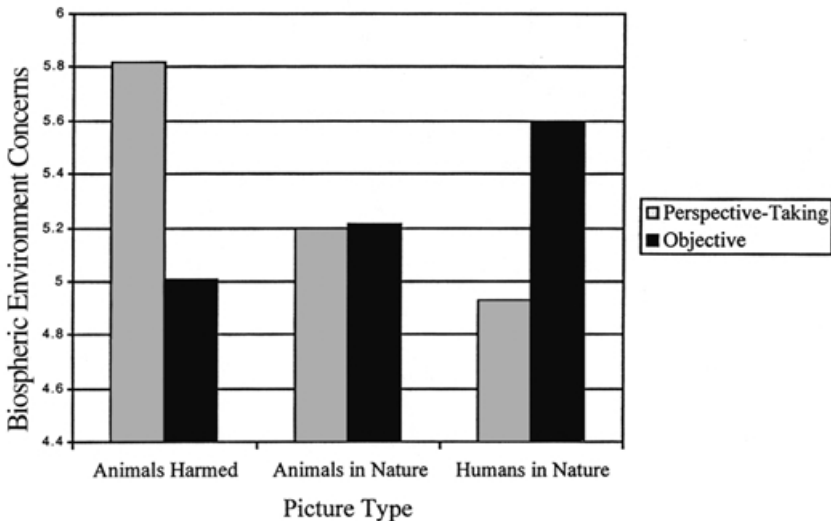 Biospheric Environment Concerns
6
5.8
5.6
5.4
5.2
5
4.8
4.6
4.4
Animals Harmed
Animals in Nature
Humans in Nature
Picture Type
Perspective-Taking
Objective